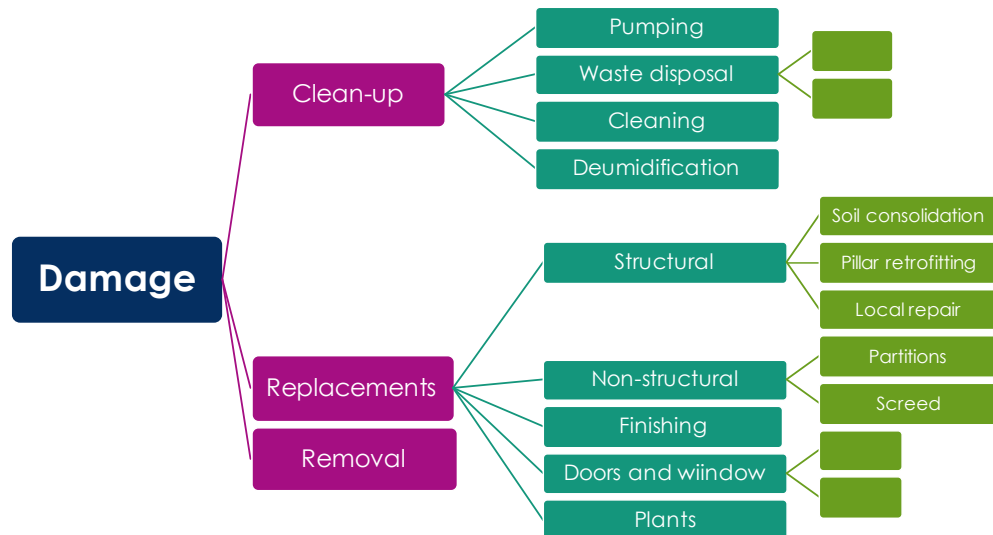 Damage
Clean-up
Pumping
Waste disposal
Cleaning
Deumidification
Replacements
Structural
Soil consolidation
Pillar retrofitting
Local repair
Non-structural
Partitions
Screed
Finishing
Doors and wiindow
Plants
Removal